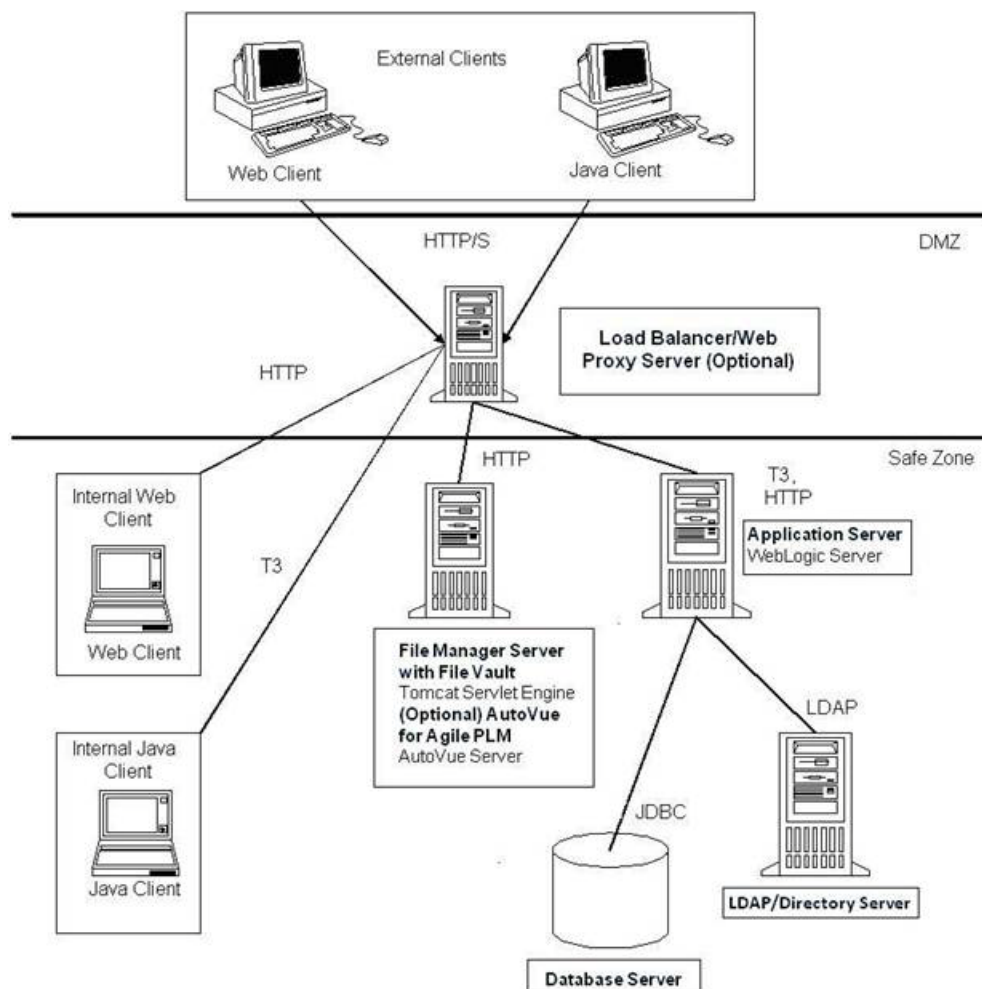 External Clients
Web Client
Java Client
HTTP/S
DMZ
Load Balancer/Web
Proxy Server (Optional)
HTTP
HTTP
Safe Zone
T3,
HTTP
Internal Web
Client
Web Client
T3
Application Server
WebLogic Server
File Manager Server
with File Vault
Tomcat Servlet Engine
(Optional) AutoVue
for Agile PLM
AutoVue Server
LDAP
Internal Java
Client
Java Client
JDBC
LDAP/Directory Server
Database Server